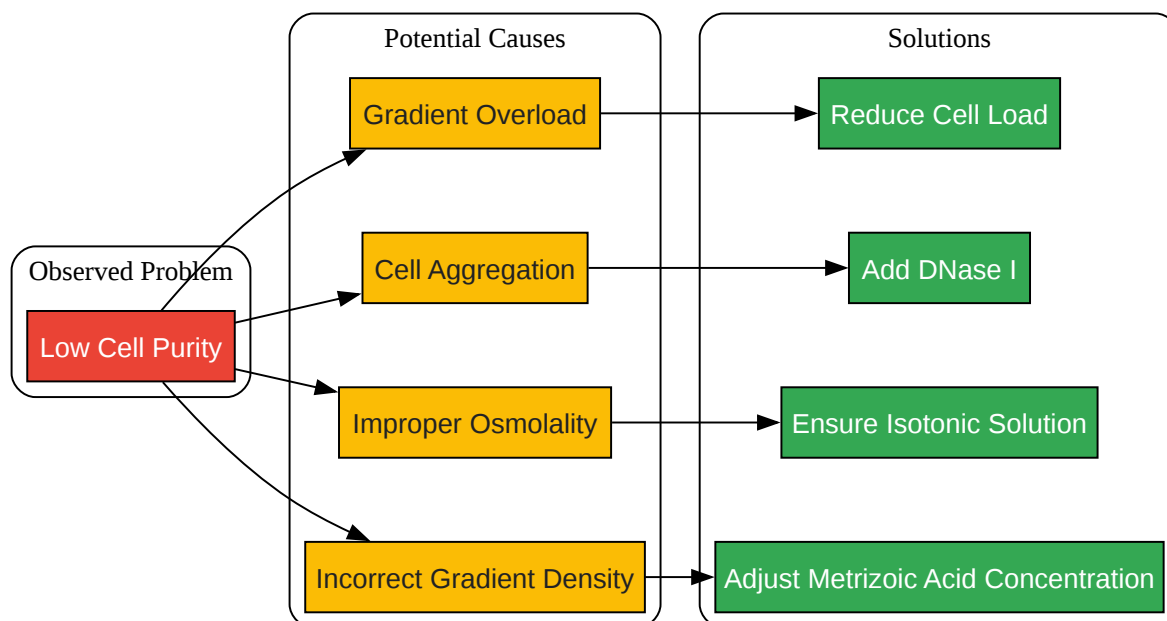 Potential Causes
Solutions
Gradient Overload
Reduce Cell Load
Observed Problem
Cell Aggregation
Add DNase I
Low Cell Purity
Improper Osmolality
Ensure Isotonic Solution
Incorrect Gradient Density
Adjust Metrizoic Acid Concentration